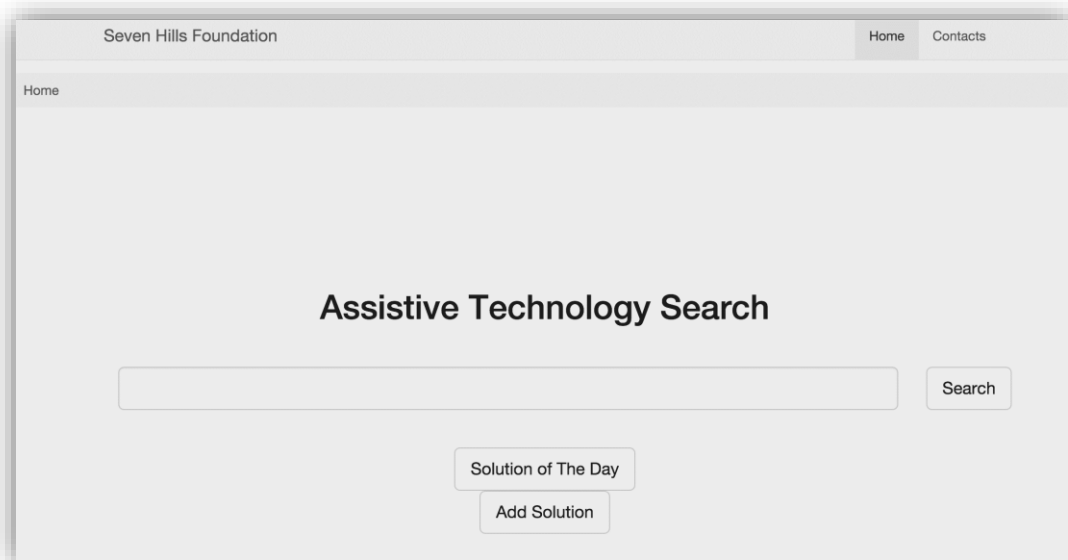 Seven Hills Foundation Home Contacts
Home
Assistive Technology Search
Search
Solution of The Day
Add Solution